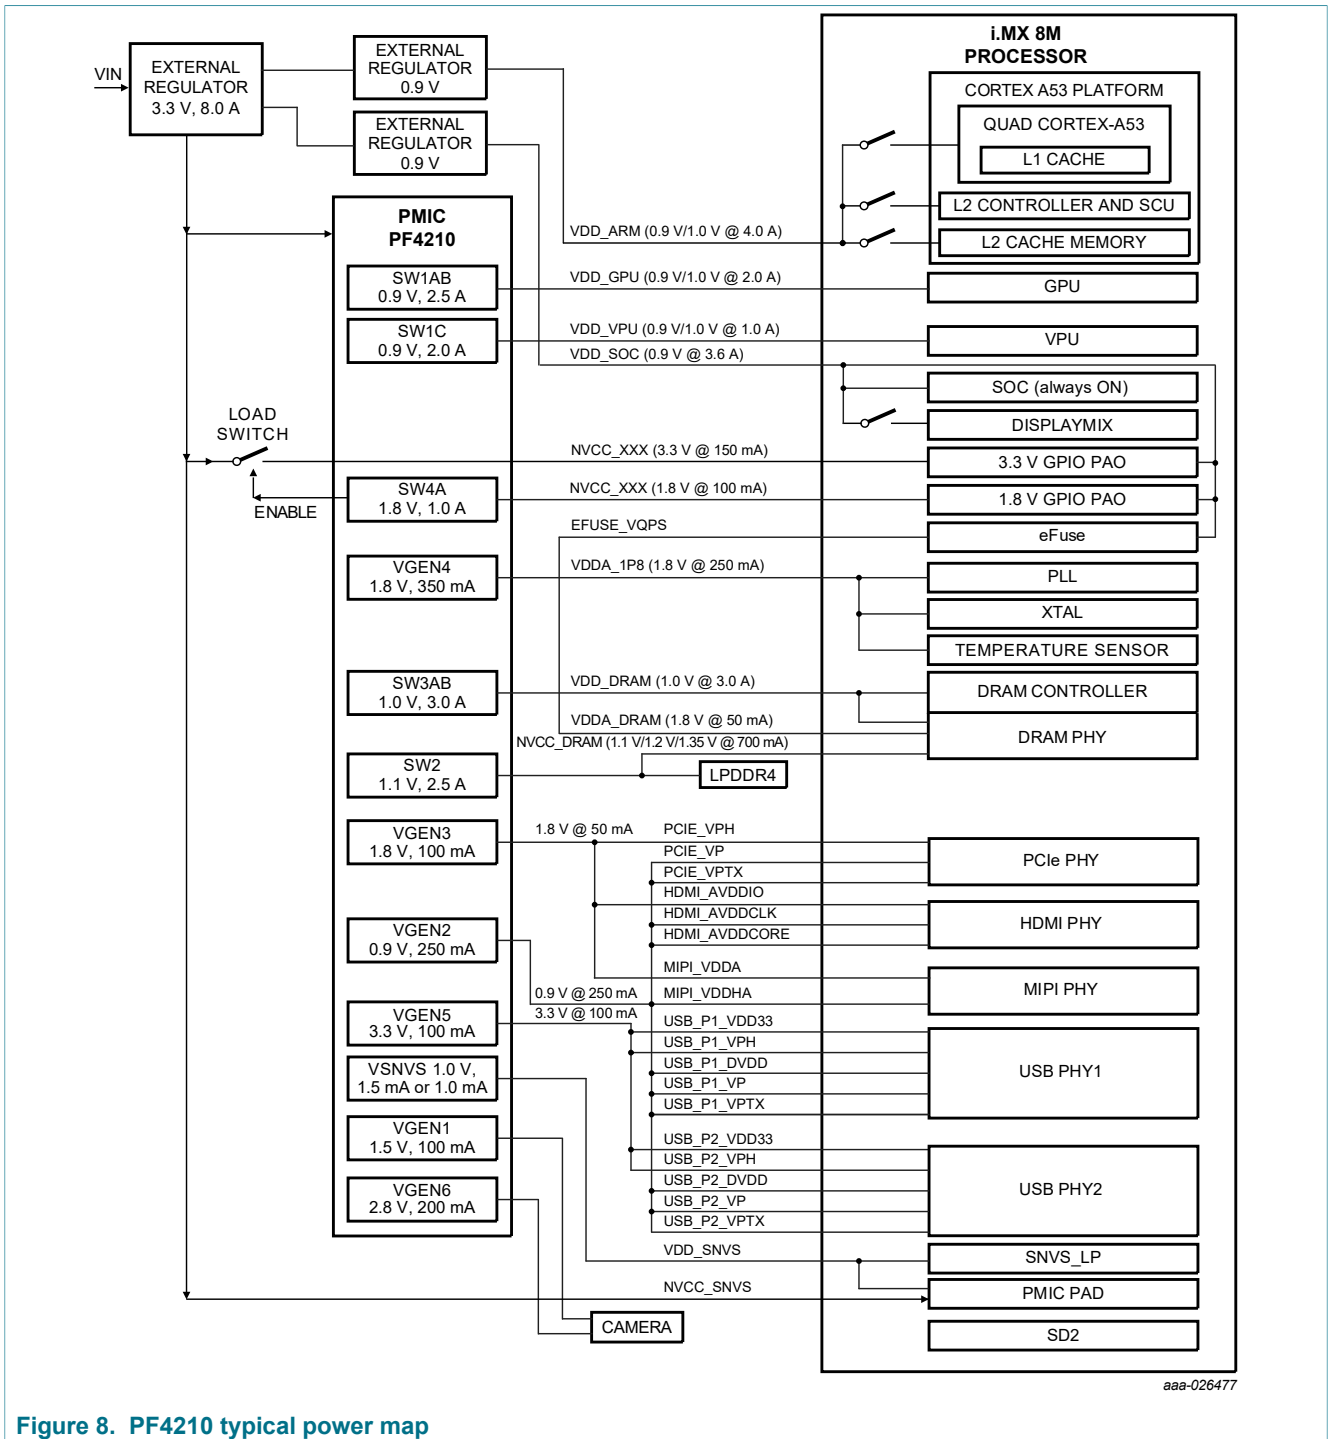 VIN
EXTERNAL
REGULATOR
3.3 V, 8.0 A
EXTERNAL
REGULATOR
0.9 V
EXTERNAL
REGULATOR
0.9 V
i.MX 8M
PROCESSOR
CORTEX A53 PLATFORM
QUAD CORTEX-A53
L1 CACHE
L2 CONTROLLER AND SCU
L2 CACHE MEMORY
PMIC
PF4210
VDD_ARM (0.9 V/1.0 V @ 4.0 A)
SW1AB
0.9 V, 2.5 A
VDD_GPU (0.9 V/1.0 V @ 2.0 A)
GPU
SW1C
0.9 V, 2.0 A
VDD_VPU (0.9 V/1.0 V @ 1.0 A)
VPU
VDD_SOC (0.9 V @ 3.6 A)
SOC (always ON)
DISPLAYMIX
LOAD
SWITCH
NVCC_XXX (3.3 V @ 150 mA)
3.3 V GPIO PAO
ENABLE
SW4A
1.8 V, 1.0 A
NVCC_XXX (1.8 V @ 100 mA)
1.8 V GPIO PAO
EFUSE_VQPS
eFuse
VGEN4
1.8 V, 350 mA
VDDA_1P8 (1.8 V @ 250 mA)
PLL
XTAL
TEMPERATURE SENSOR
SW3AB
1.0 V, 3.0 A
VDD_DRAM (1.0 V @ 3.0 A)
DRAM CONTROLLER
VDDA_DRAM (1.8 V @ 50 mA)
DRAM PHY
NVCC_DRAM (1.1 V/1.2 V/1.35 V @ 700 mA)
SW2
1.1 V, 2.5 A
LPDDR4
VGEN3
1.8 V, 100 mA
1.8 V @ 50 mA
PCIE_VPH
PCIE_VP
PCIE_VPTX
PCIe PHY
HDMI_AVDDIO
HDMI_AVDDCLK
HDMI_AVDDCORE
HDMI PHY
VGEN2
0.9 V, 250 mA
MIPI_VDDA
0.9 V @ 250 mA
MIPI_VDDHA
MIPI PHY
VGEN5
3.3 V, 100 mA
3.3 V @ 100 mA
USB_P1_VDD33
USB_P1_VPH
USB_P1_DVDD
USB_P1_VP
USB_P1_VPTX
USB PHY1
VSNVS 1.0 V,
1.5 mA or 1.0 mA
VGEN1
1.5 V, 100 mA
VGEN6
2.8 V, 200 mA
USB_P2_VDD33
USB_P2_VPH
USB_P2_DVDD
USB_P2_VP
USB_P2_VPTX
USB PHY2
VDD_SNVS
SNVS_LP
NVCC_SNVS
PMIC PAD
CAMERA
SD2
aaa-026477
Figure 8. PF4210 typical power map